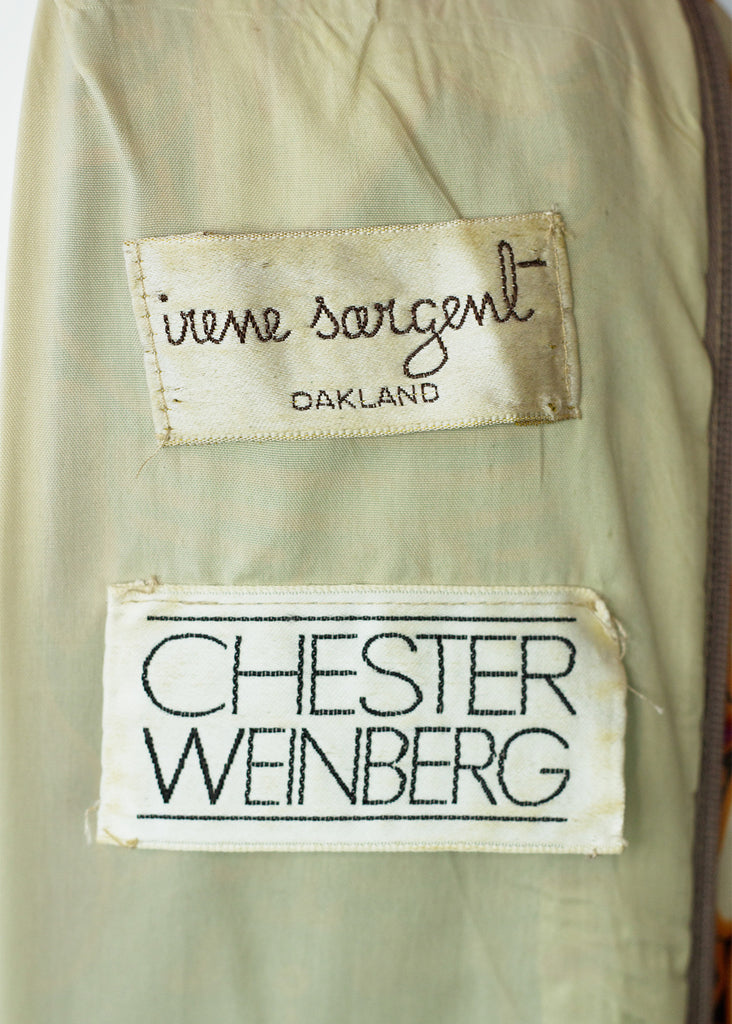 irene sargent
OAKLAND
CHESTER
WEINBERG